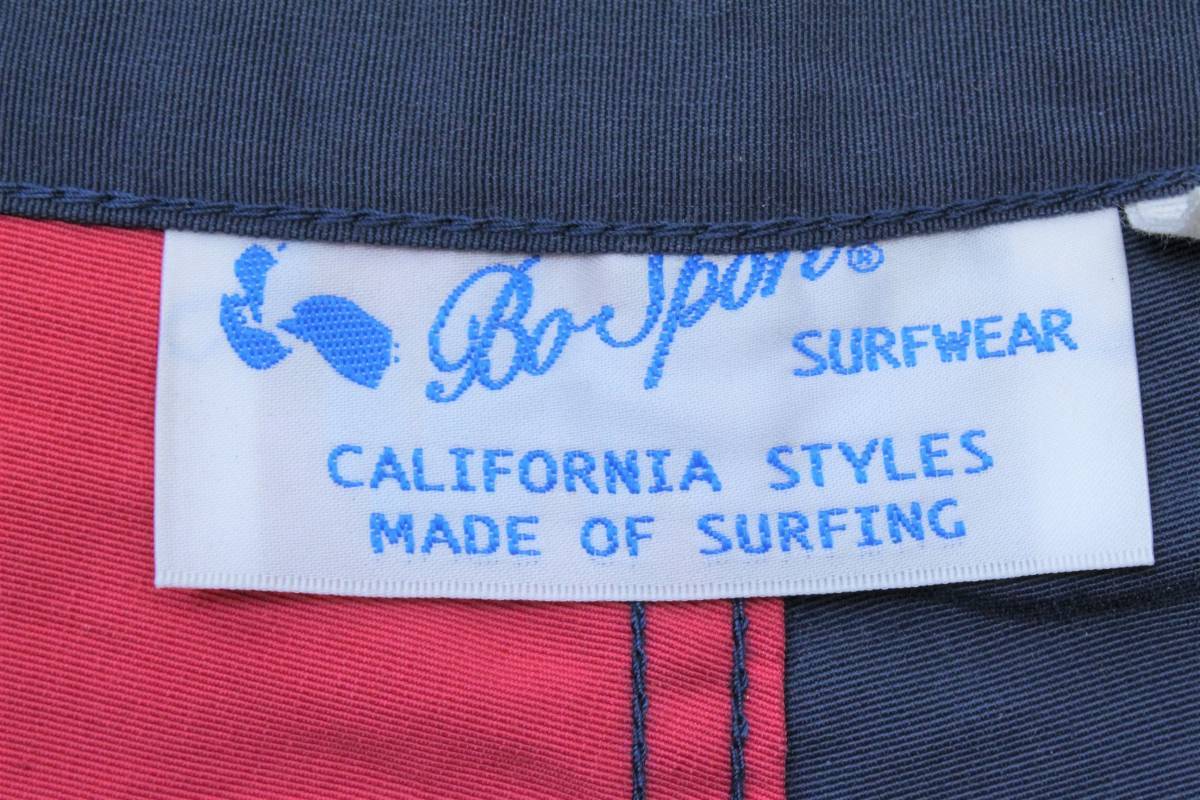 Bo Sport®
SURFWEAR
CALIFORNIA STYLES
MADE OF SURFING